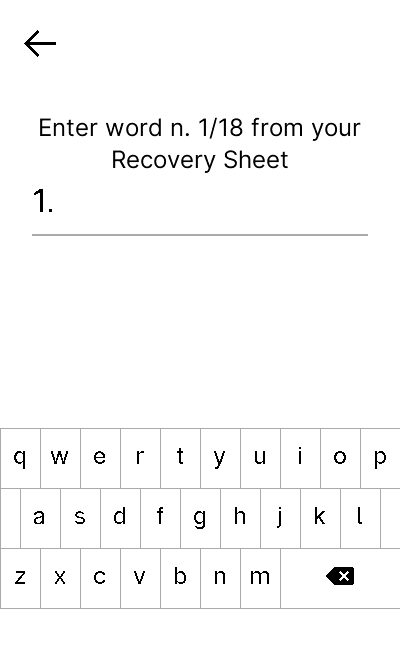 Enter word n. 1/18 from your
Recovery Sheet
1.
q w e r t y u i o p
a s d f g h j k l
z x c v b n m